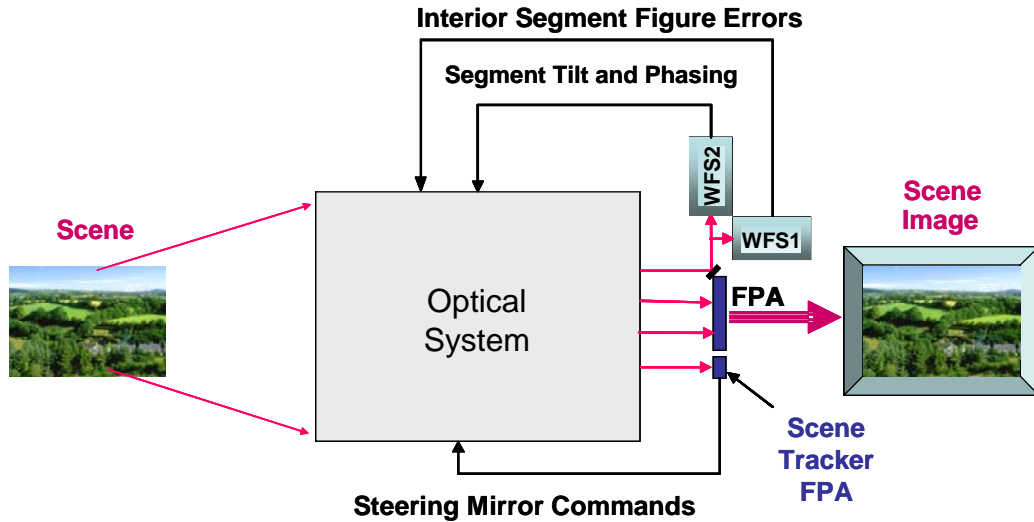 Interior Segment Figure Errors
Segment Tilt and Phasing
WFS2
WFS1
Scene
Scene
Image
Optical
System
FPA
Scene
Tracker
FPA
Steering Mirror Commands